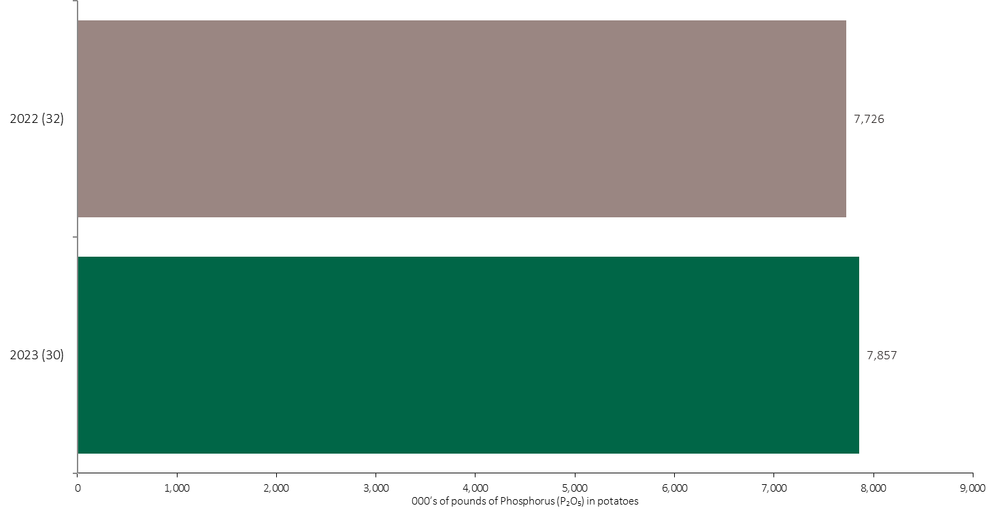 2022 (32)
7,726
2023 (30)
7,857
0 1,000 2,000 3,000 4,000 5,000 6,000 7,000 8,000 9,000
000's of pounds of Phosphorus (P₂O₅) in potatoes